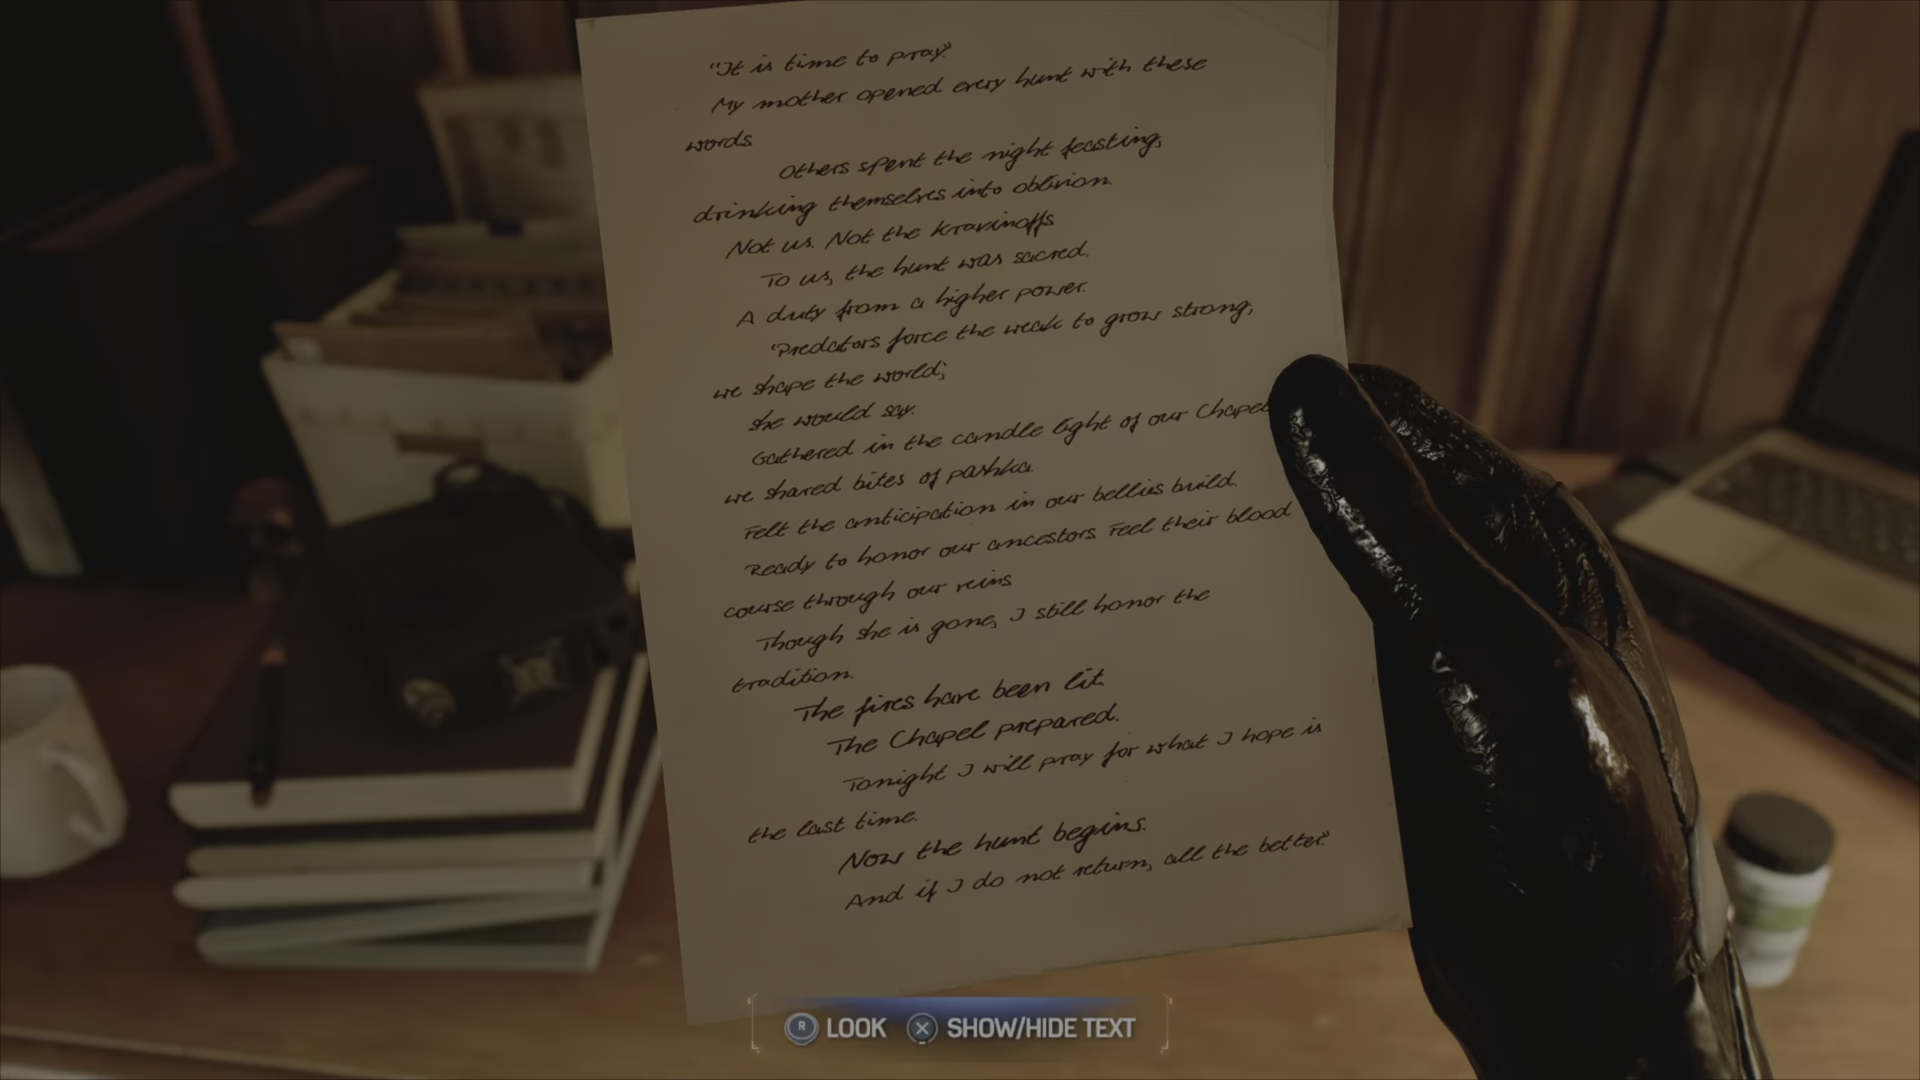 "It is time to pray."
My mother opened every hunt with these
words.
Others spent the night feasting,
drinking themselves into oblivion.
Not us. Not the Kravinoffs
To us, the hunt was sacred.
A duty from a higher power.
'Predators force the weak to grow strong,
we shape the world,'
she would say.
Gathered in the candle light of our Chapel
we shared bites of pashka.
Felt the anticipation in our bellies build.
Ready to honor our ancestors. Feel their blood
course through our veins
Though she is gone, I still honor the
tradition.
The fires have been lit.
The Chapel prepared.
Tonight I will pray for what I hope is
the last time.
Now the hunt begins.
And if I do not return, all the better."
R LOOK X SHOW/HIDE TEXT